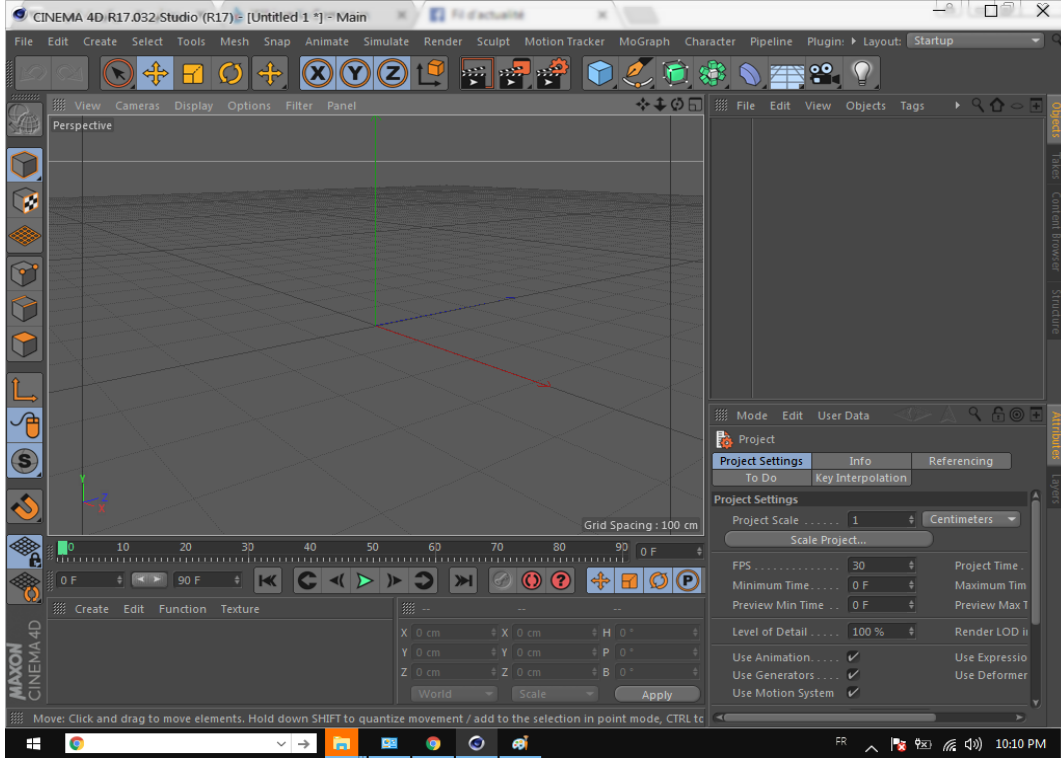 CINEMA 4D R17.032 Studio (R17) - [Untitled 1 *] - Main
Fil d'actualité
File Edit Create Select Tools Mesh Snap Animate Simulate Render Sculpt Motion Tracker MoGraph Character Pipeline Plugin: Layout: Startup
X Y Z
View Cameras Display Options Filter Panel
Perspective
Y
Z
X
Grid Spacing : 100 cm
File Edit View Objects Tags
Objects
Takes
Content Browser
Structure
Mode Edit User Data
Project
Project Settings Info Referencing
To Do Key Interpolation
Project Settings
Project Scale ...... 1 Centimeters
Scale Project...
FPS ............. 30 Project Time .
Minimum Time..... 0 F Maximum Tim
Preview Min Time .. 0 F Preview Max T
Level of Detail ..... 100 % Render LOD i
Use Animation..... Use Expressio
Use Generators .... Use Deformer
Use Motion System
Attributes
Layers
0 10 20 30 40 50 60 70 80 90 0 F
0 F 90 F
P
S
Create Edit Function Texture
-- -- --
X 0 cm X 0 cm H 0 °
Y 0 cm Y 0 cm P 0 °
Z 0 cm Z 0 cm B 0 °
World Scale Apply
MAXON
CINEMA 4D
Move: Click and drag to move elements. Hold down SHIFT to quantize movement / add to the selection in point mode, CTRL to
FR 10:10 PM